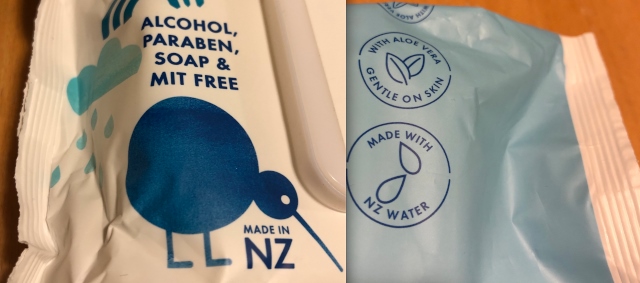 ALCOHOL,
PARABEN,
SOAP &
MIT FREE
MADE IN
NZ
WITH ALOE VERA
GENTLE ON SKIN
MADE WITH
NZ WATER